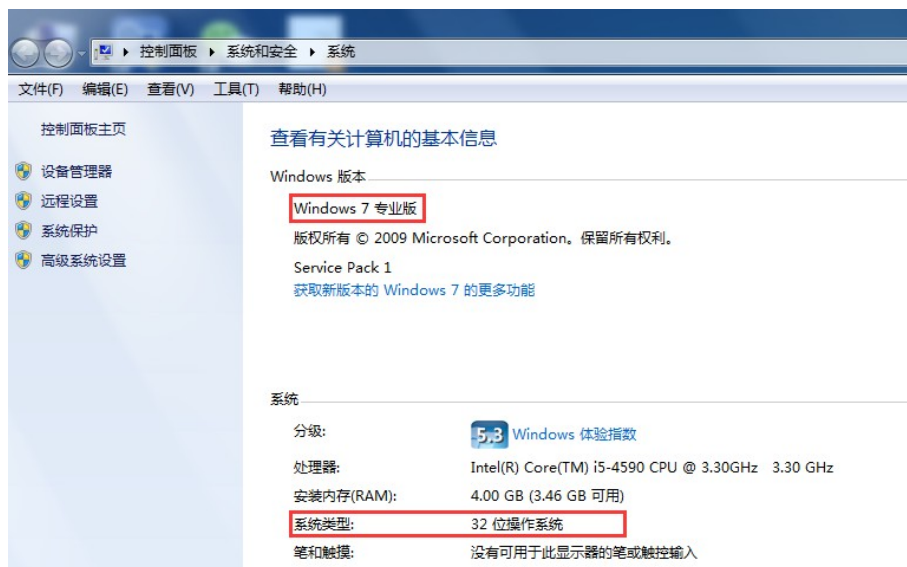 控制面板 系统和安全 系统
文件(F) 编辑(E) 查看(V) 工具(T) 帮助(H)
控制面板主页
设备管理器
远程设置
系统保护
高级系统设置
查看有关计算机的基本信息
Windows 版本
Windows 7 专业版
版权所有 © 2009 Microsoft Corporation。保留所有权利。
Service Pack 1
获取新版本的 Windows 7 的更多功能
系统
分级: 5.3 Windows 体验指数
处理器: Intel(R) Core(TM) i5-4590 CPU @ 3.30GHz 3.30 GHz
安装内存(RAM): 4.00 GB (3.46 GB 可用)
系统类型: 32 位操作系统
笔和触摸: 没有可用于此显示器的笔或触控输入